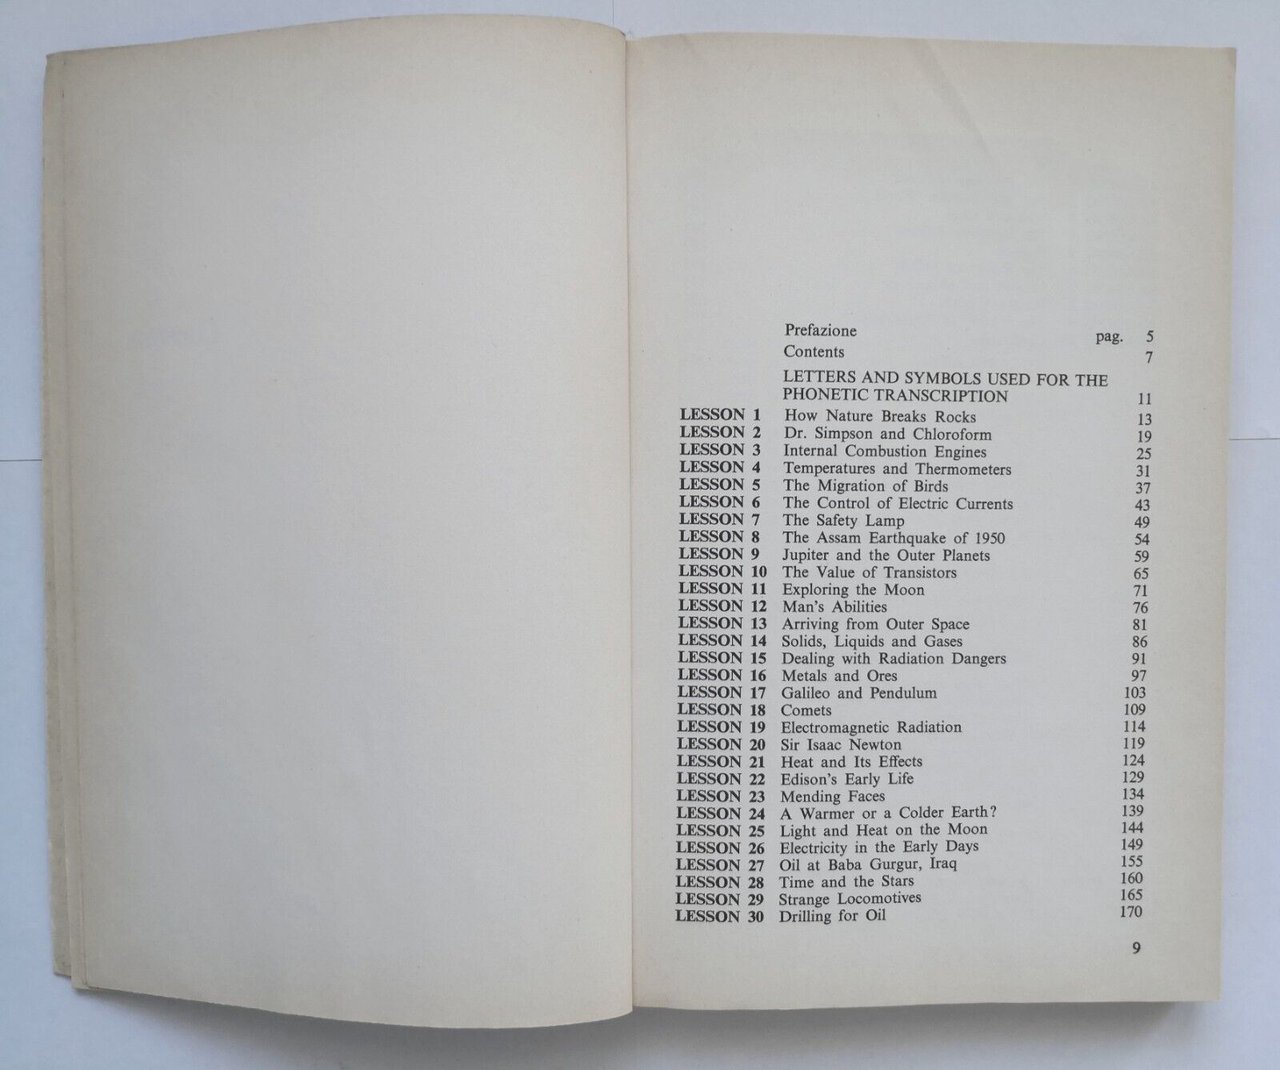 Prefazione pag. 5
Contents 7
LETTERS AND SYMBOLS USED FOR THE
PHONETIC TRANSCRIPTION 11
LESSON 1 How Nature Breaks Rocks 13
LESSON 2 Dr. Simpson and Chloroform 19
LESSON 3 Internal Combustion Engines 25
LESSON 4 Temperatures and Thermometers 31
LESSON 5 The Migration of Birds 37
LESSON 6 The Control of Electric Currents 43
LESSON 7 The Safety Lamp 49
LESSON 8 The Assam Earthquake of 1950 54
LESSON 9 Jupiter and the Outer Planets 59
LESSON 10 The Value of Transistors 65
LESSON 11 Exploring the Moon 71
LESSON 12 Man's Abilities 76
LESSON 13 Arriving from Outer Space 81
LESSON 14 Solids, Liquids and Gases 86
LESSON 15 Dealing with Radiation Dangers 91
LESSON 16 Metals and Ores 97
LESSON 17 Galileo and Pendulum 103
LESSON 18 Comets 109
LESSON 19 Electromagnetic Radiation 114
LESSON 20 Sir Isaac Newton 119
LESSON 21 Heat and Its Effects 124
LESSON 22 Edison's Early Life 129
LESSON 23 Mending Faces 134
LESSON 24 A Warmer or a Colder Earth? 139
LESSON 25 Light and Heat on the Moon 144
LESSON 26 Electricity in the Early Days 149
LESSON 27 Oil at Baba Gurgur, Iraq 155
LESSON 28 Time and the Stars 160
LESSON 29 Strange Locomotives 165
LESSON 30 Drilling for Oil 170
9